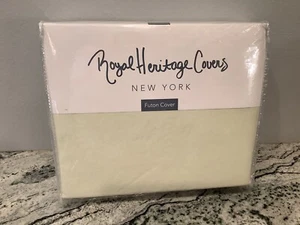 Royal Heritage Covers
NEW YORK
Futon Cover